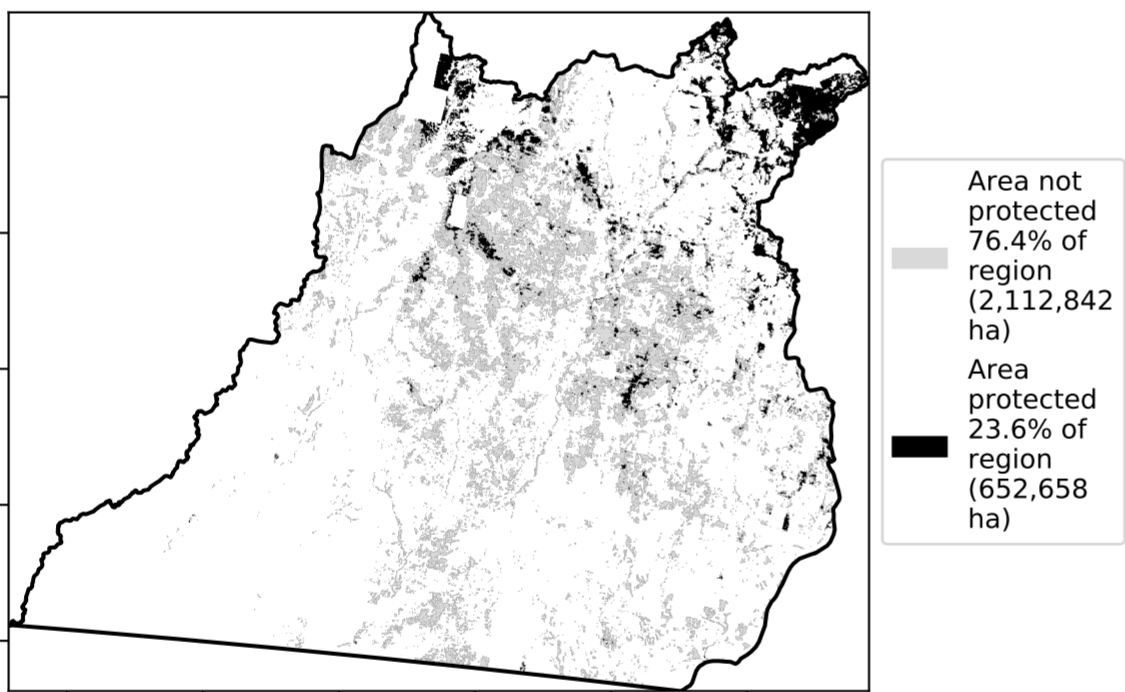 Area not
protected
76.4% of
region
(2,112,842
ha)
Area
protected
23.6% of
region
(652,658
ha)